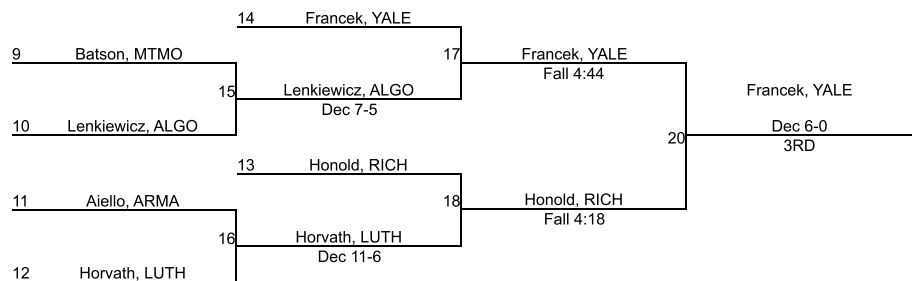 14 Francek, YALE
9 Batson, MTMO
17 Francek, YALE
Fall 4:44
15 Lenkiewicz, ALGO
Dec 7-5
Francek, YALE
10 Lenkiewicz, ALGO
20 Dec 6-0
3RD
13 Honold, RICH
11 Aiello, ARMA
18 Honold, RICH
Fall 4:18
16 Horvath, LUTH
Dec 11-6
12 Horvath, LUTH